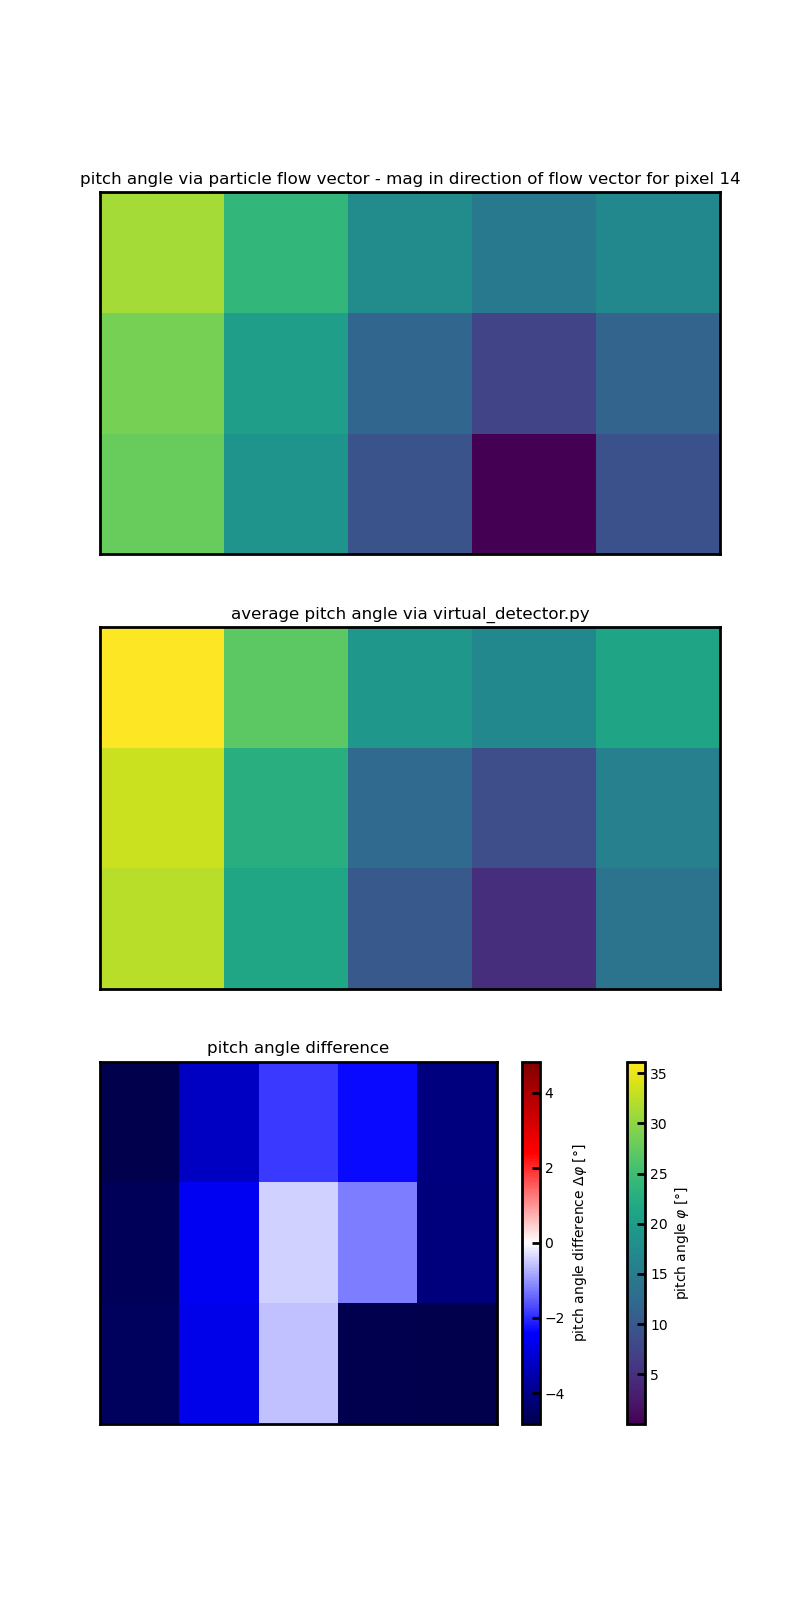 pitch angle via particle flow vector - mag in direction of flow vector for pixel 14
average pitch angle via virtual_detector.py
pitch angle difference
4
2
0
−2
−4
pitch angle difference Δφ [°]
35
30
25
20
15
10
5
pitch angle φ [°]